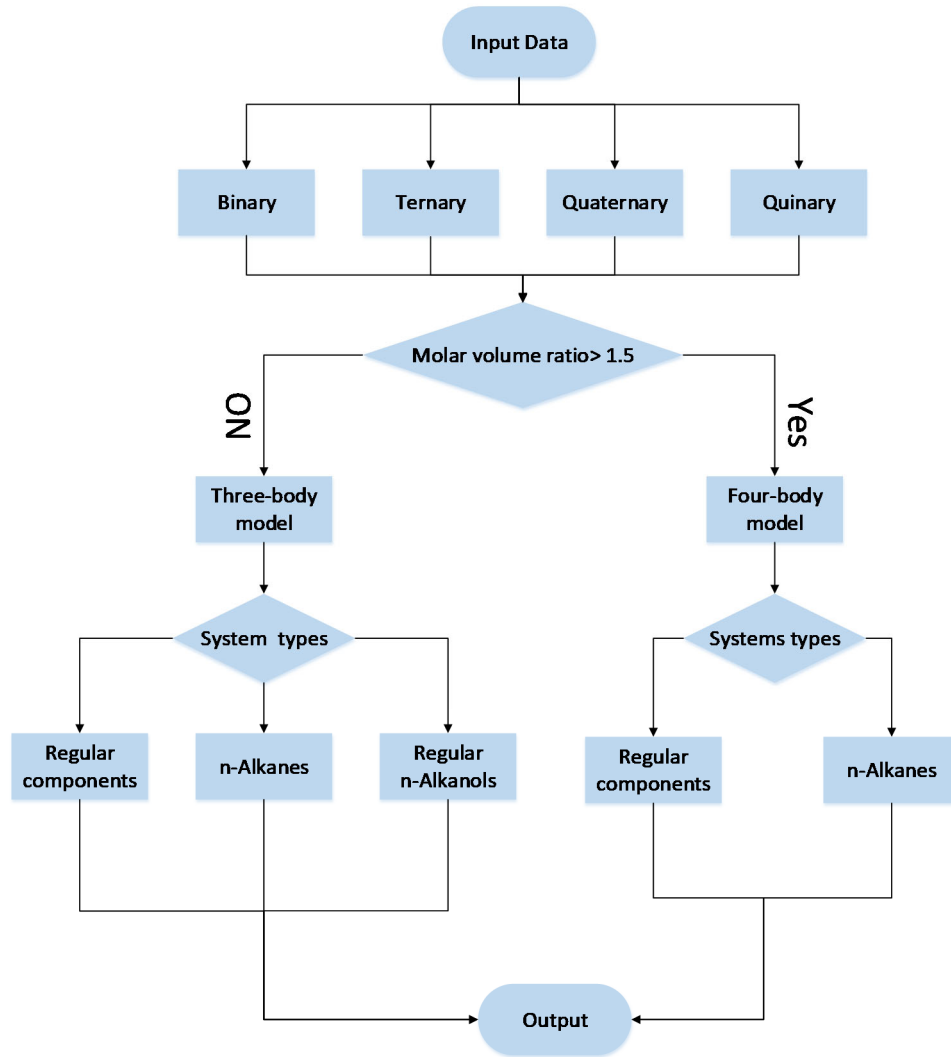 Input Data
Binary
Ternary
Quaternary
Quinary
Molar volume ratio> 1.5
ON
Yes
Three-body
model
Four-body
model
System types
Systems types
Regular
components
n-Alkanes
Regular
n-Alkanols
Regular
components
n-Alkanes
Output